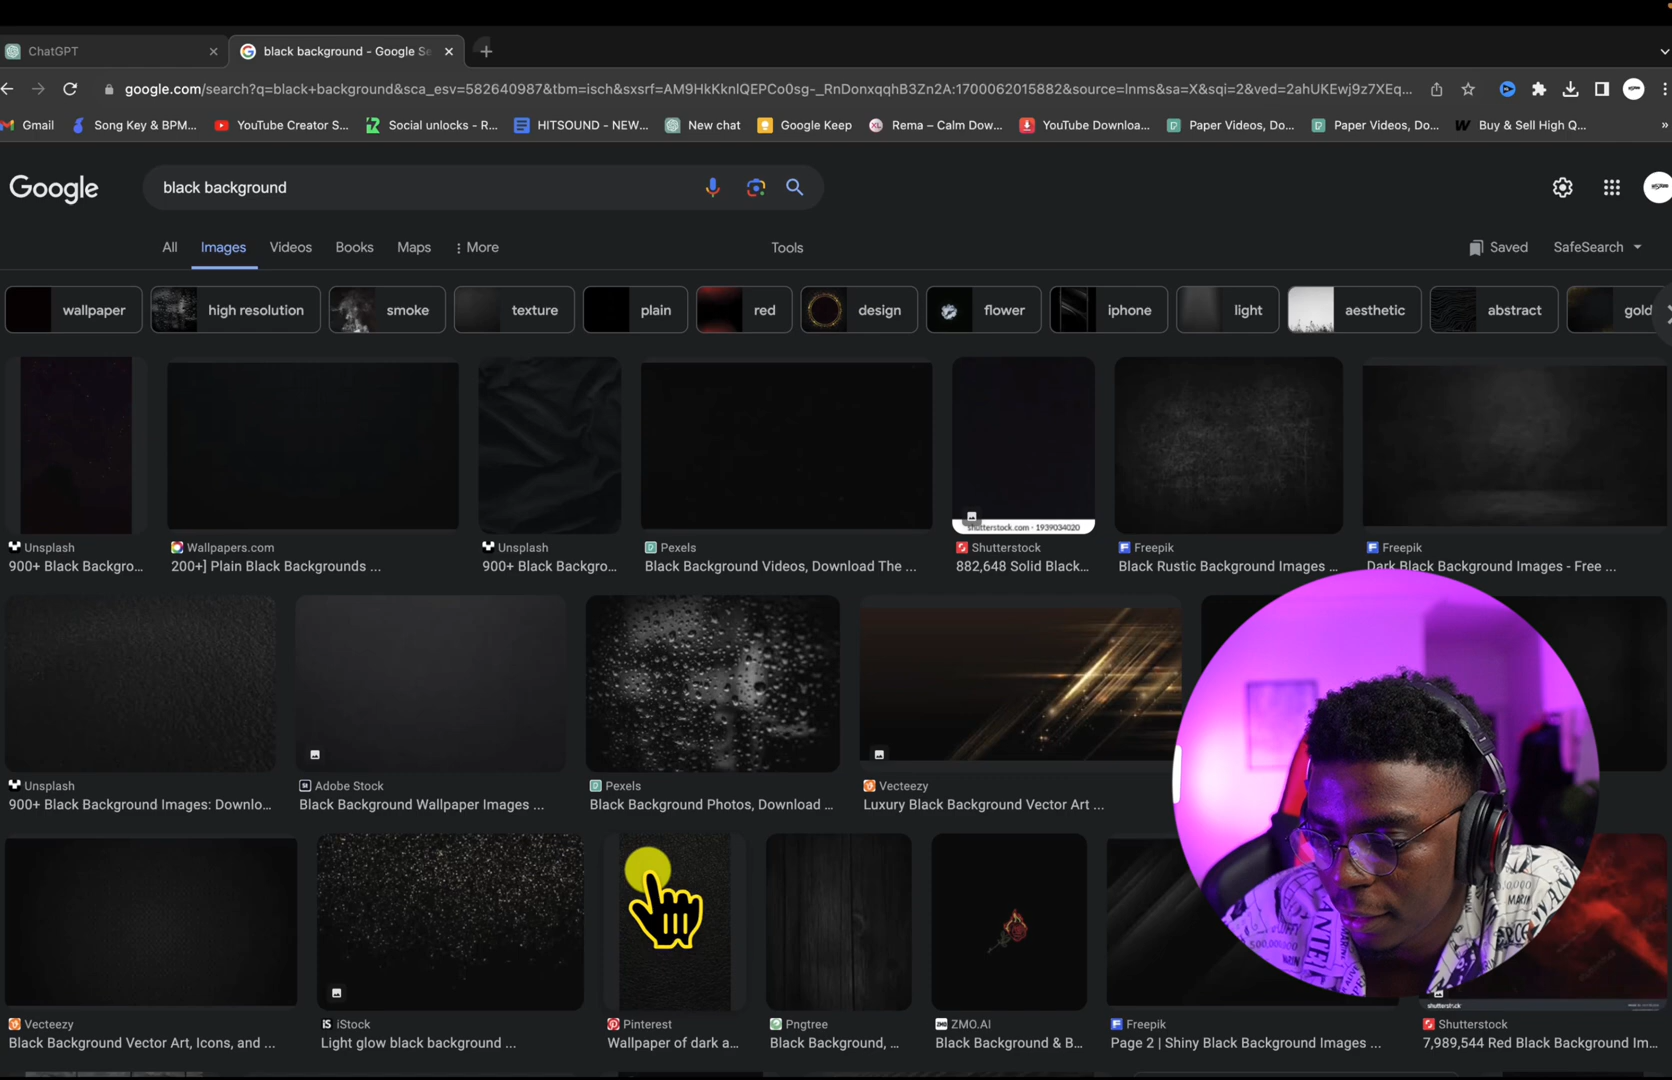 ChatGPT
black background - Google Se
google.com/search?q=black+background&sca_esv=582640987&tbm=isch&sxsrf=AM9HkKknlQEPCo0sg-_RnDonxqqhB3Zn2A:1700062015882&source=lnms&sa=X&sqi=2&ved=2ahUKEwj9z7XEq...
Gmail
Song Key & BPM...
YouTube Creator S...
Social unlocks - R...
HITSOUND - NEW...
New chat
Google Keep
Rema – Calm Dow...
YouTube Downloa...
Paper Videos, Do...
Paper Videos, Do...
Buy & Sell High Q...
Google
black background
All
Images
Videos
Books
Maps
More
Tools
Saved
SafeSearch
wallpaper
high resolution
smoke
texture
plain
red
design
flower
iphone
light
aesthetic
abstract
gold
shutterstock.com · 1939034020
Unsplash
900+ Black Backgro...
Wallpapers.com
200+] Plain Black Backgrounds ...
Unsplash
900+ Black Backgro...
Pexels
Black Background Videos, Download The ...
Shutterstock
882,648 Solid Black...
Freepik
Black Rustic Background Images ...
Freepik
Dark Black Background Images - Free ...
Unsplash
900+ Black Background Images: Downlo...
Adobe Stock
Black Background Wallpaper Images ...
Pexels
Black Background Photos, Download ...
Vecteezy
Luxury Black Background Vector Art ...
Vecteezy
Black Background Vector Art, Icons, and ...
iStock
Light glow black background ...
Pinterest
Wallpaper of dark a...
Pngtree
Black Background, ...
ZMO.AI
Black Background & B...
Freepik
Page 2 | Shiny Black Background Images ...
shutterstock
Shutterstock
7,989,544 Red Black Background Im...